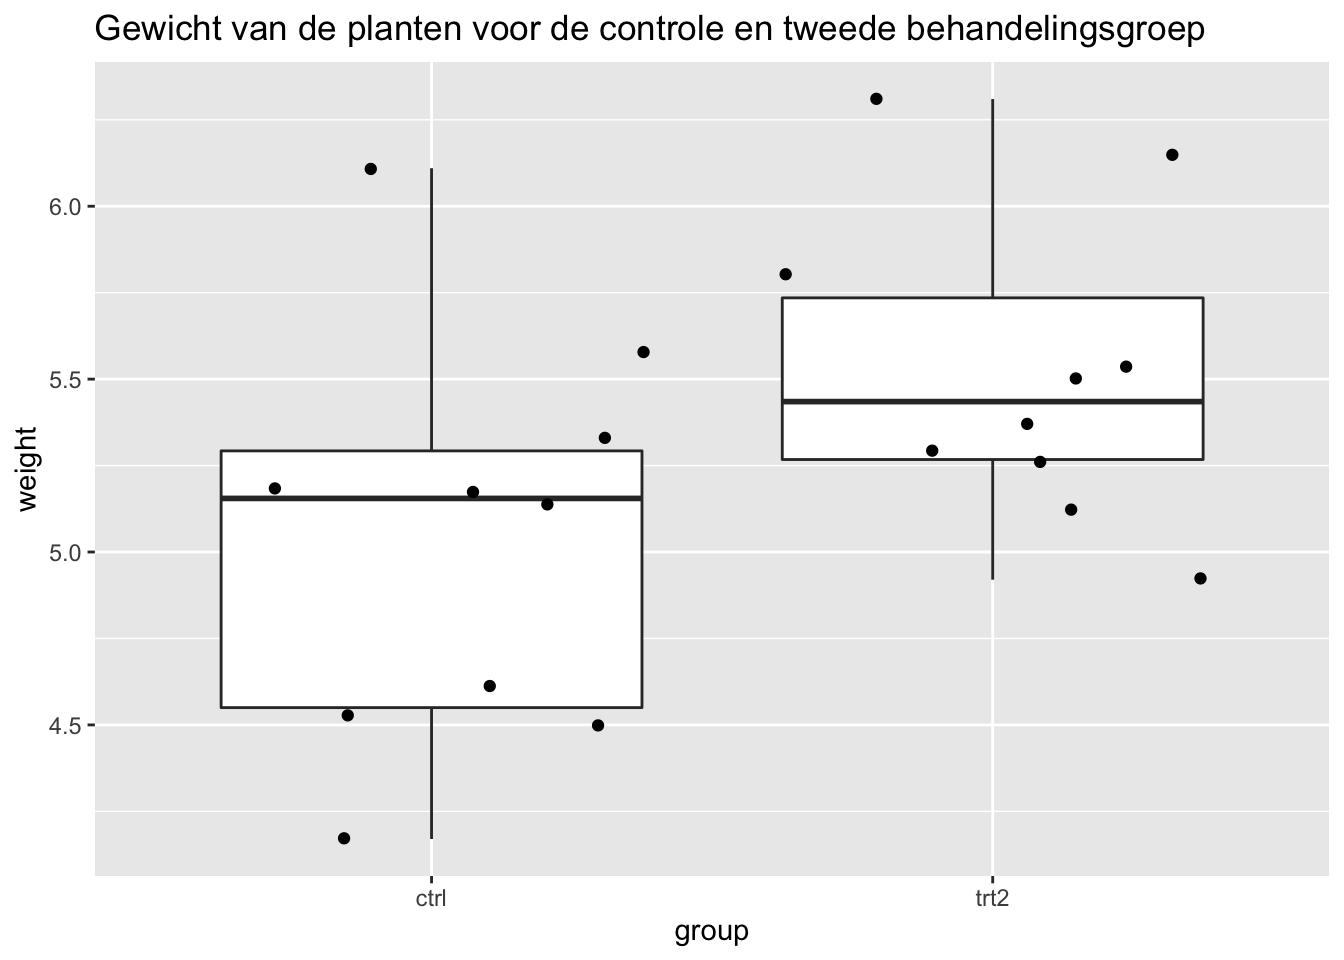 Gewicht van de planten voor de controle en tweede behandelingsgroep
6.0
5.5
5.0
4.5
weight
ctrl trt2
group